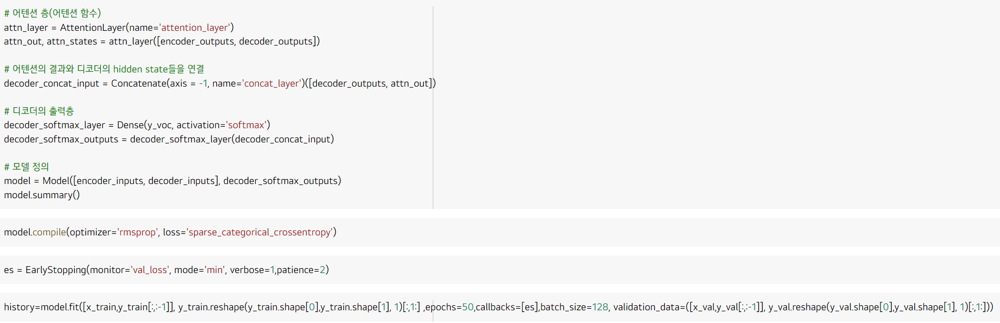 # 어텐션 층(어텐션 함수)
attn_layer = AttentionLayer(name='attention_layer')
attn_out, attn_states = attn_layer([encoder_outputs, decoder_outputs])
# 어텐션의 결과와 디코더의 hidden state들을 연결
decoder_concat_input = Concatenate(axis = -1, name='concat_layer')([decoder_outputs, attn_out])
# 디코더의 출력층
decoder_softmax_layer = Dense(y_voc, activation='softmax')
decoder_softmax_outputs = decoder_softmax_layer(decoder_concat_input)
# 모델 정의
model = Model([encoder_inputs, decoder_inputs], decoder_softmax_outputs)
model.summary()
model.compile(optimizer='rmsprop', loss='sparse_categorical_crossentropy')
es = EarlyStopping(monitor='val_loss', mode='min', verbose=1,patience=2)
history=model.fit([x_train,y_train[:,:-1]], y_train.reshape(y_train.shape[0],y_train.shape[1], 1)[:,1:] ,epochs=50,callbacks=[es],batch_size=128, validation_data=([x_val,y_val[:,:-1]], y_val.reshape(y_val.shape[0],y_val.shape[1], 1)[:,1:]))